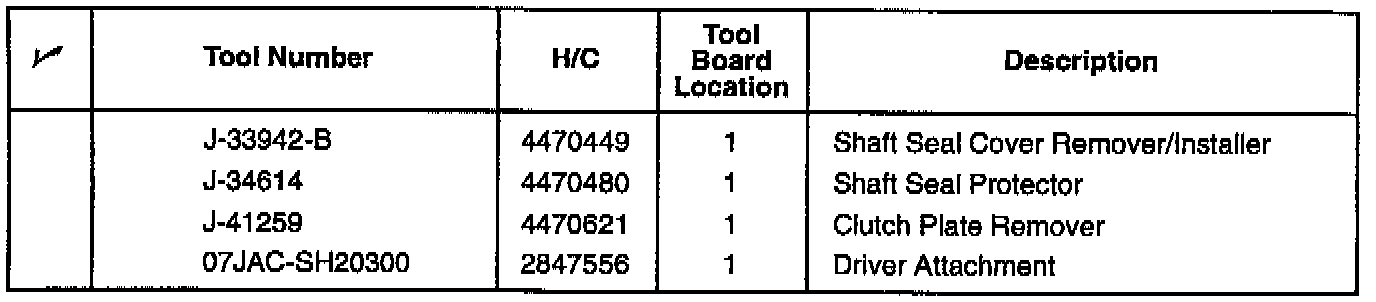 ✓ Tool Number H/C Tool Board Location Description
J-33942-B 4470449 1 Shaft Seal Cover Remover/Installer
J-34614 4470480 1 Shaft Seal Protector
J-41259 4470621 1 Clutch Plate Remover
07JAC-SH20300 2847556 1 Driver Attachment